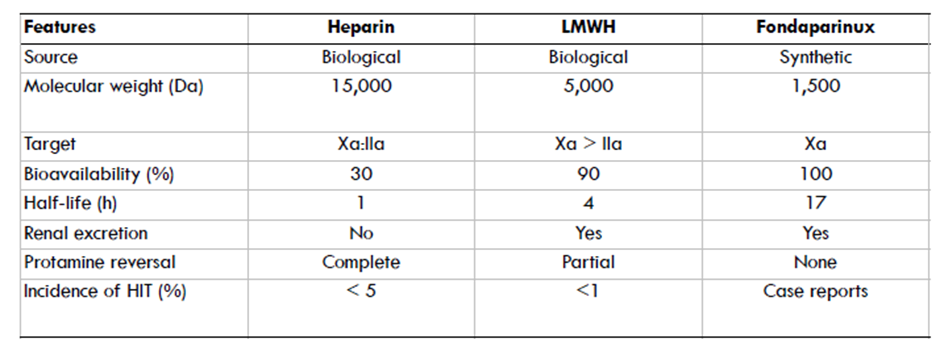 Features Heparin LMWH Fondaparinux
Source Biological Biological Synthetic
Molecular weight (Da) 15,000 5,000 1,500
Target Xa:IIa Xa > IIa Xa
Bioavailability (%) 30 90 100
Half-life (h) 1 4 17
Renal excretion No Yes Yes
Protamine reversal Complete Partial None
Incidence of HIT (%) < 5 <1 Case reports